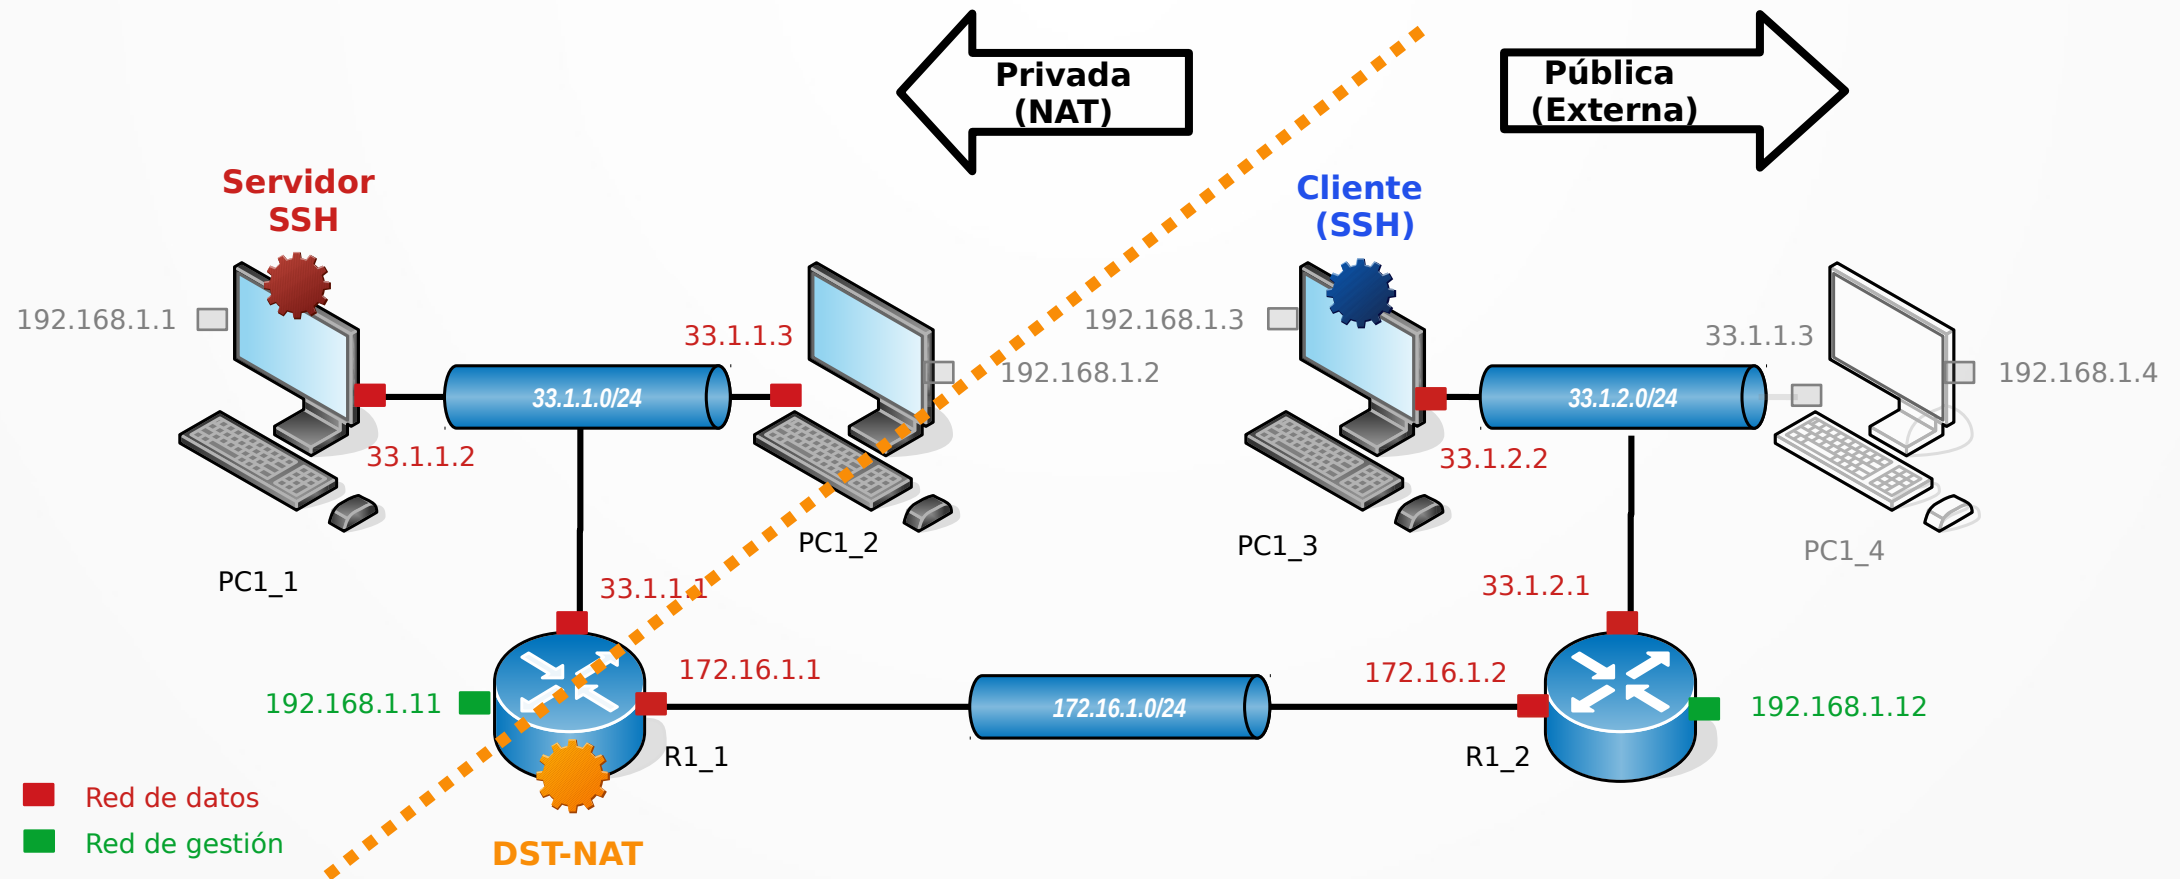 Privada
(NAT)
Pública
(Externa)
Servidor
SSH
Cliente
(SSH)
192.168.1.1
33.1.1.3
192.168.1.3
33.1.1.3
192.168.1.2
192.168.1.4
33.1.1.0/24
33.1.2.0/24
33.1.1.2
33.1.2.2
PC1_2
PC1_3
PC1_4
PC1_1
33.1.1.1
33.1.2.1
172.16.1.1
172.16.1.2
192.168.1.11
172.16.1.0/24
192.168.1.12
R1_1
R1_2
Red de datos
Red de gestión
DST-NAT